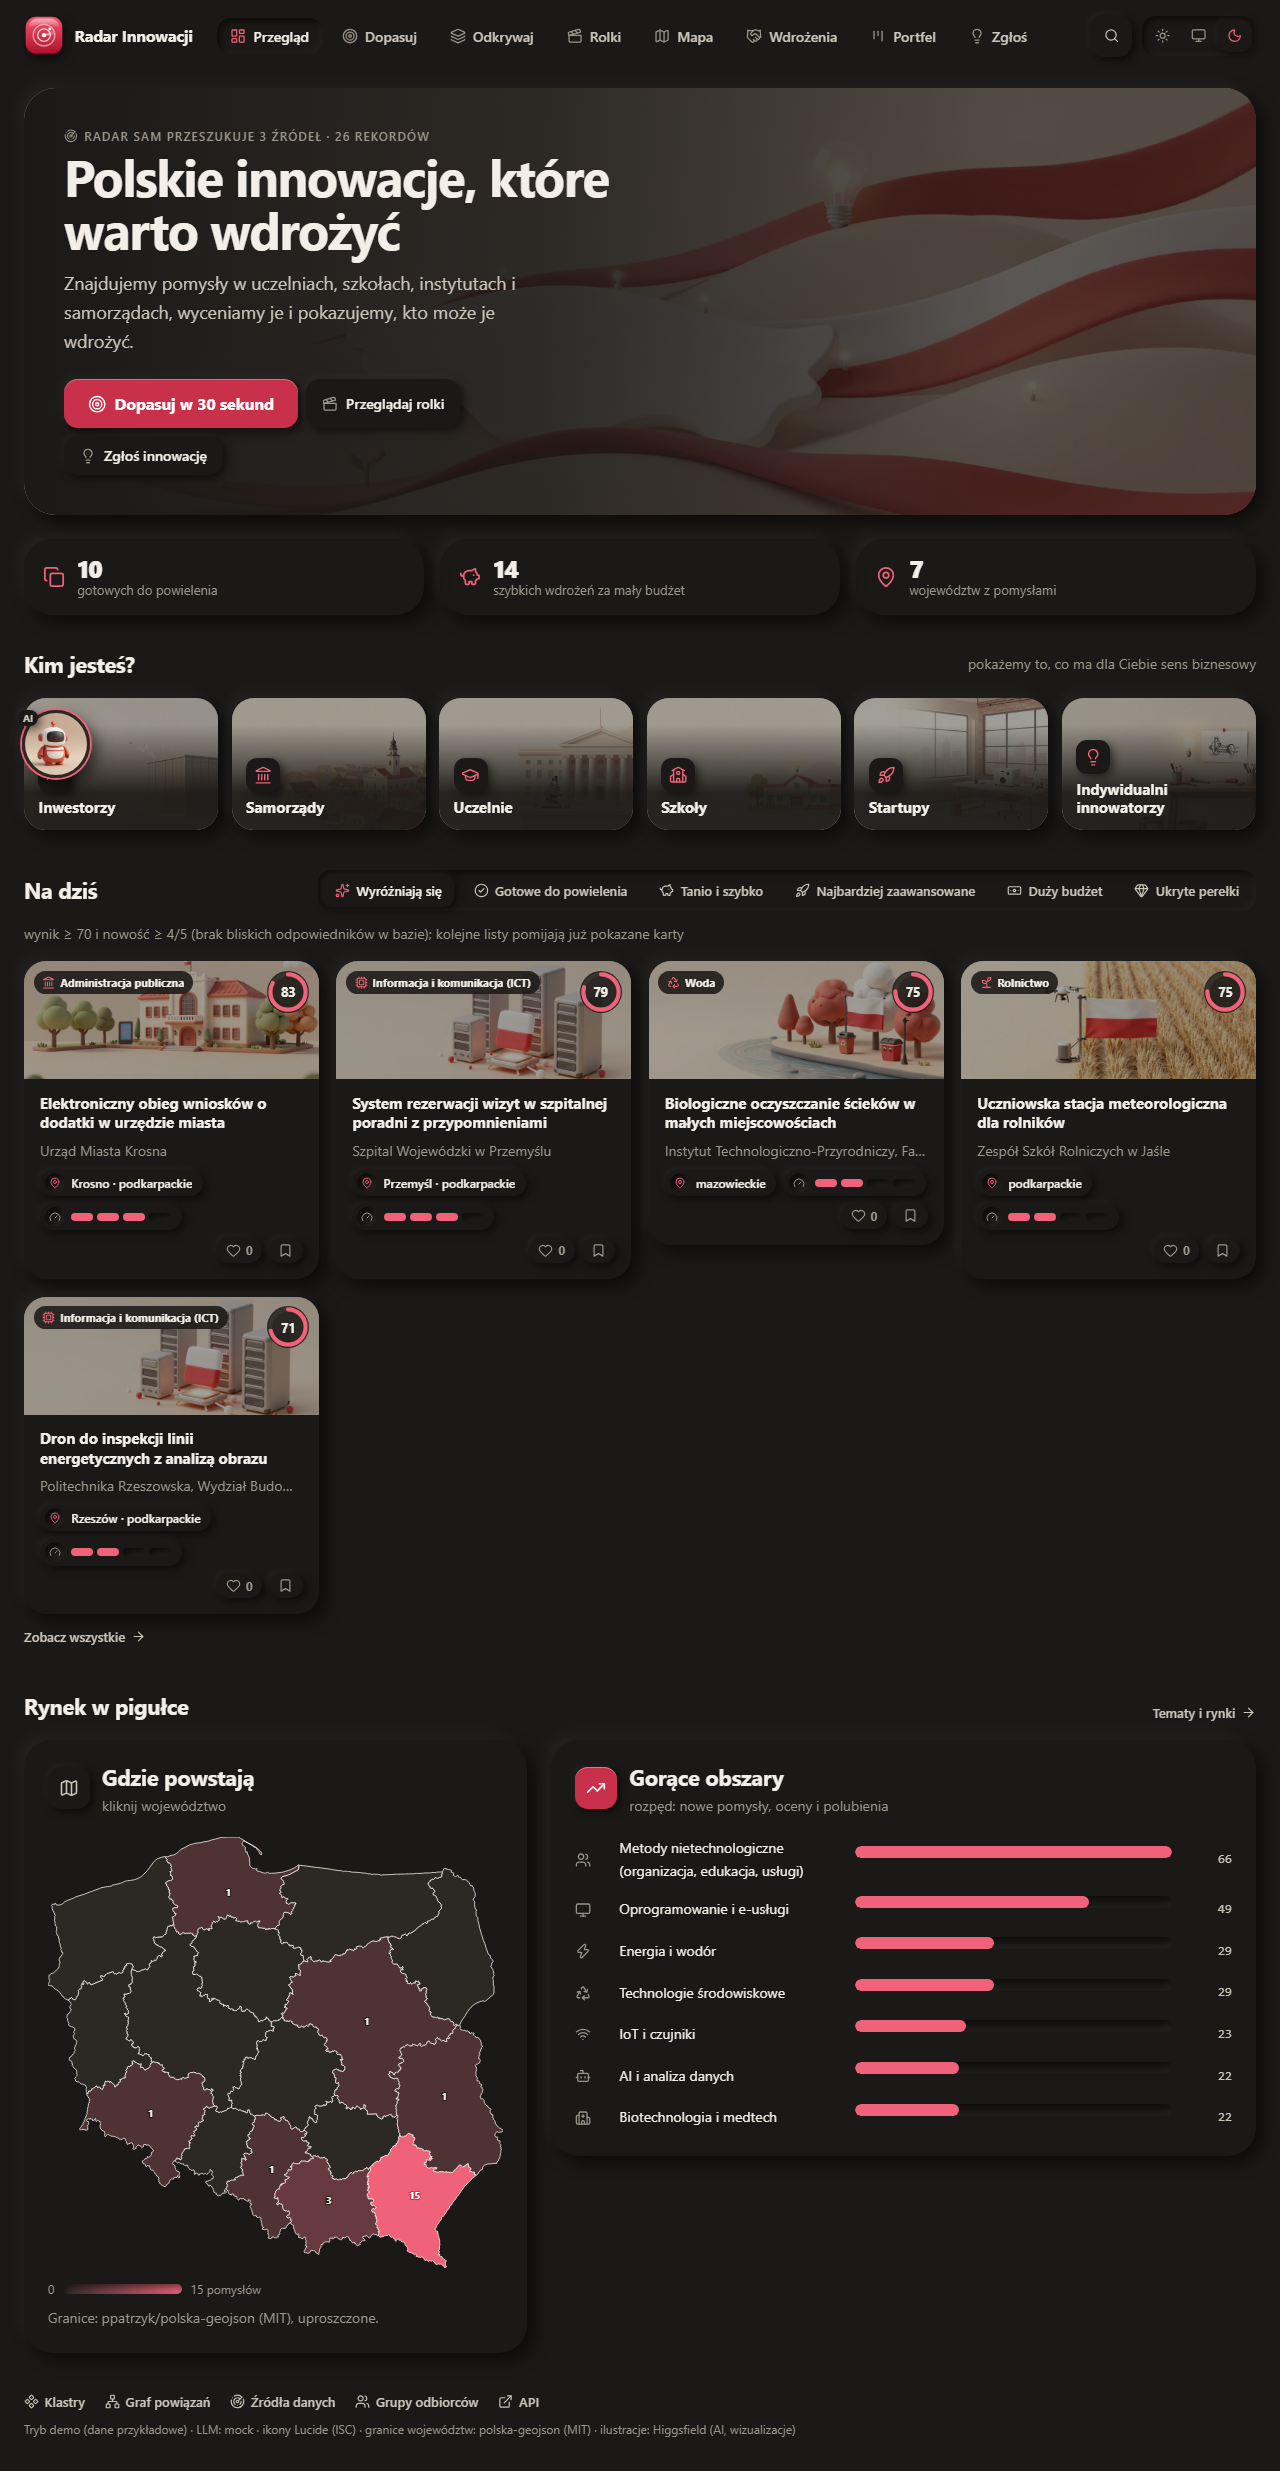 Radar Innowacji
Przegląd
Dopasuj
Odkrywaj
Rolki
Mapa
Wdrożenia
Portfel
Zgłoś
RADAR SAM PRZESZUKUJE 3 ŹRÓDEŁ · 26 REKORDÓW
Polskie innowacje, które
warto wdrożyć
Znajdujemy pomysły w uczelniach, szkołach, instytutach i
samorządach, wyceniamy je i pokazujemy, kto może je
wdrożyć.
Dopasuj w 30 sekund
Przeglądaj rolki
Zgłoś innowację
10
gotowych do powielenia
14
szybkich wdrożeń za mały budżet
7
województw z pomysłami
Kim jesteś?
pokażemy to, co ma dla Ciebie sens biznesowy
AI
Inwestorzy
Samorządy
Uczelnie
Szkoły
Startupy
Indywidualni
innowatorzy
Na dziś
Wyróżniają się
Gotowe do powielenia
Tanio i szybko
Najbardziej zaawansowane
Duży budżet
Ukryte perełki
wynik ≥ 70 i nowość ≥ 4/5 (brak bliskich odpowiedników w bazie); kolejne listy pomijają już pokazane karty
Administracja publiczna
83
Elektroniczny obieg wniosków o
dodatki w urzędzie miasta
Urząd Miasta Krosna
Krosno · podkarpackie
0
Informacja i komunikacja (ICT)
79
System rezerwacji wizyt w szpitalnej
poradni z przypomnieniami
Szpital Wojewódzki w Przemyślu
Przemyśl · podkarpackie
0
Woda
75
Biologiczne oczyszczanie ścieków w
małych miejscowościach
Instytut Technologiczno-Przyrodniczy, Fa...
mazowieckie
0
Rolnictwo
75
Uczniowska stacja meteorologiczna
dla rolników
Zespół Szkół Rolniczych w Jaśle
podkarpackie
0
Informacja i komunikacja (ICT)
71
Dron do inspekcji linii
energetycznych z analizą obrazu
Politechnika Rzeszowska, Wydział Budo...
Rzeszów · podkarpackie
0
Zobacz wszystkie
Rynek w pigułce
Tematy i rynki
Gdzie powstają
kliknij województwo
1
1
1
1
1
3
15
0
15 pomysłów
Granice: ppatrzyk/polska-geojson (MIT), uproszczone.
Gorące obszary
rozpęd: nowe pomysły, oceny i polubienia
Metody nietechnologiczne
(organizacja, edukacja, usługi)
66
Oprogramowanie i e-usługi
49
Energia i wodór
29
Technologie środowiskowe
29
IoT i czujniki
23
AI i analiza danych
22
Biotechnologia i medtech
22
Klastry
Graf powiązań
Źródła danych
Grupy odbiorców
API
Tryb demo (dane przykładowe) · LLM: mock · ikony Lucide (ISC) · granice województw: polska-geojson (MIT) · ilustracje: Higgsfield (AI, wizualizacje)